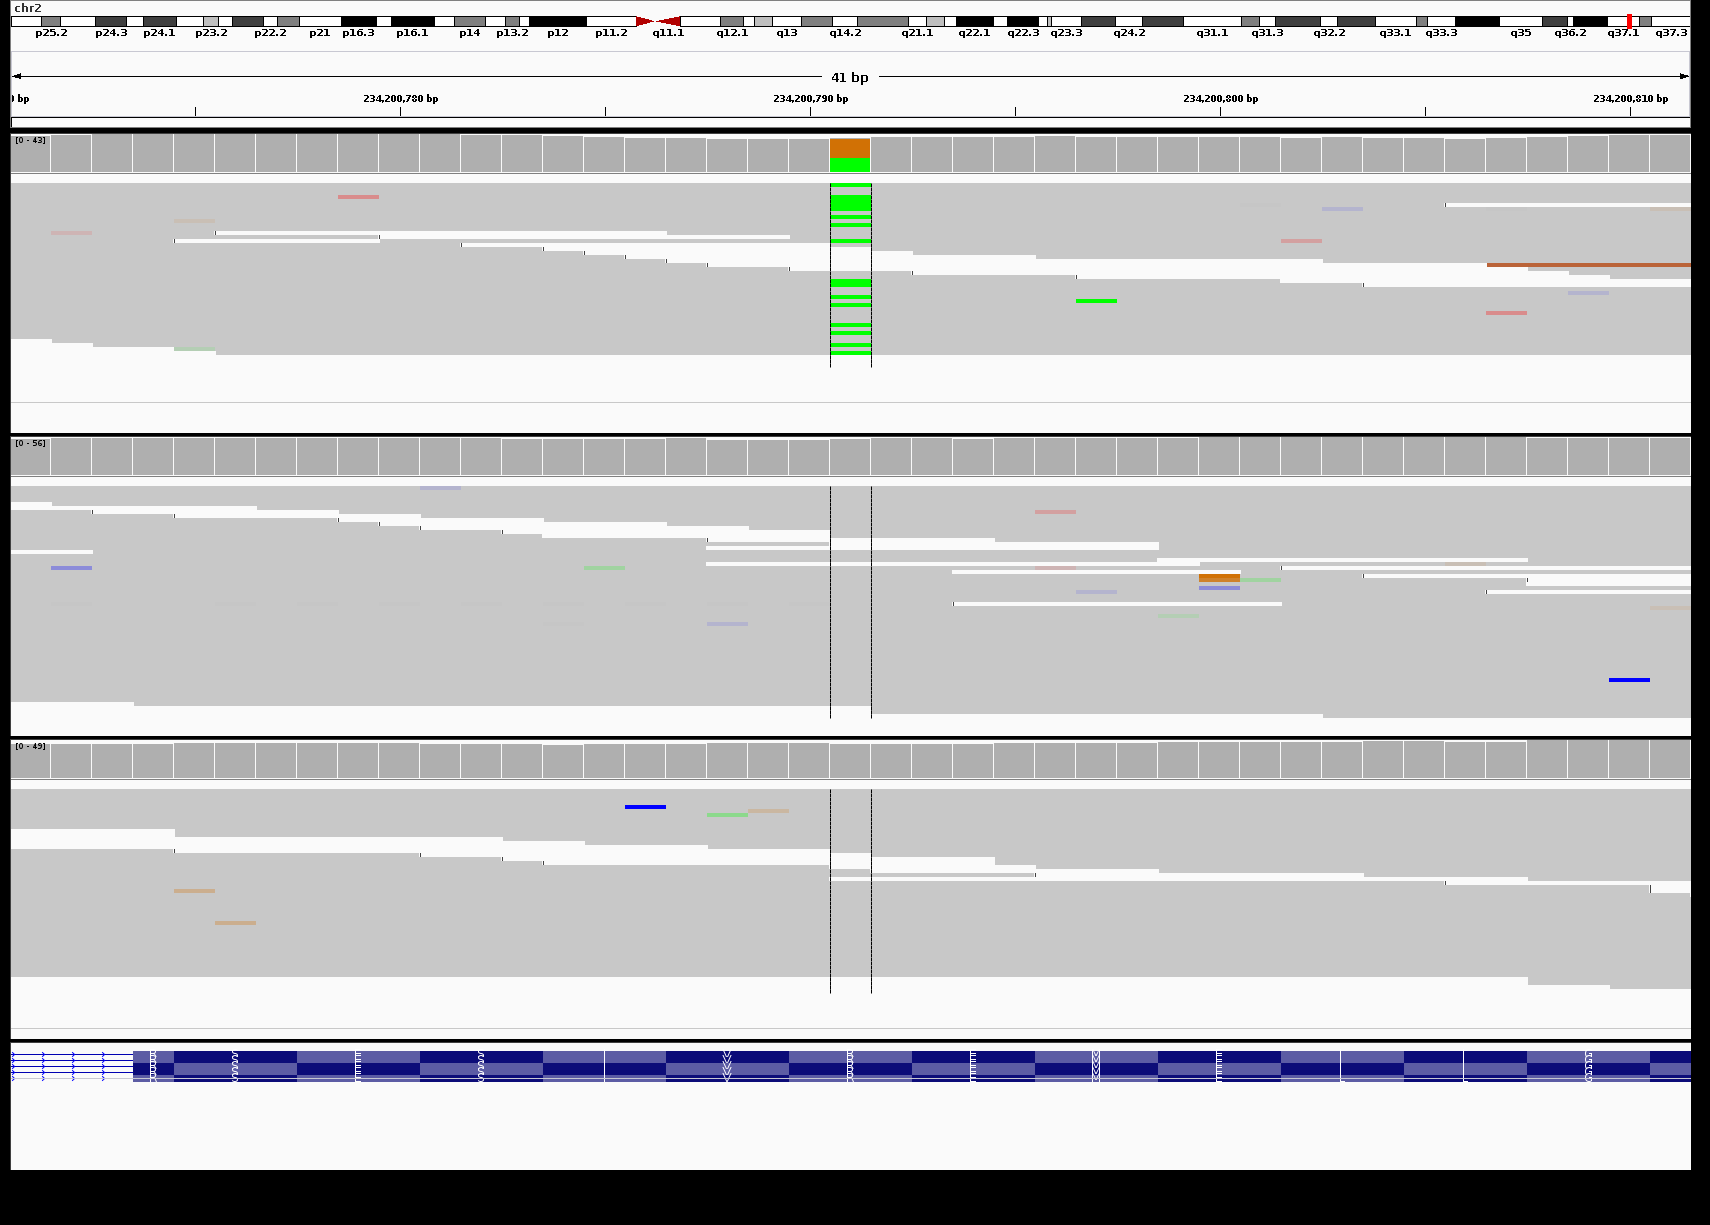 chr2
p25.2 p24.3 p24.1 p23.2 p22.2 p21 p16.3 p16.1 p14 p13.2 p12 p11.2 q11.1 q12.1 q13 q14.2 q21.1 q22.1 q22.3 q23.3 q24.2 q31.1 q31.3 q32.2 q33.1 q33.3 q35 q36.2 q37.1 q37.3
41 bp
bp 234,200,780 bp 234,200,790 bp 234,200,800 bp 234,200,810 bp
[0 - 43]
[0 - 56]
[0 - 49]